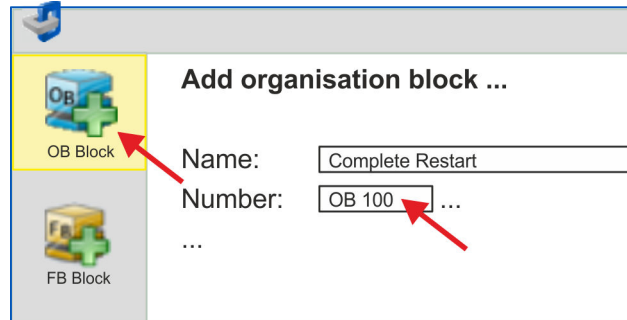 Add organisation block ...
OB
OB Block
Name:
Complete Restart
Number:
OB 100
...
...
FB
FB Block